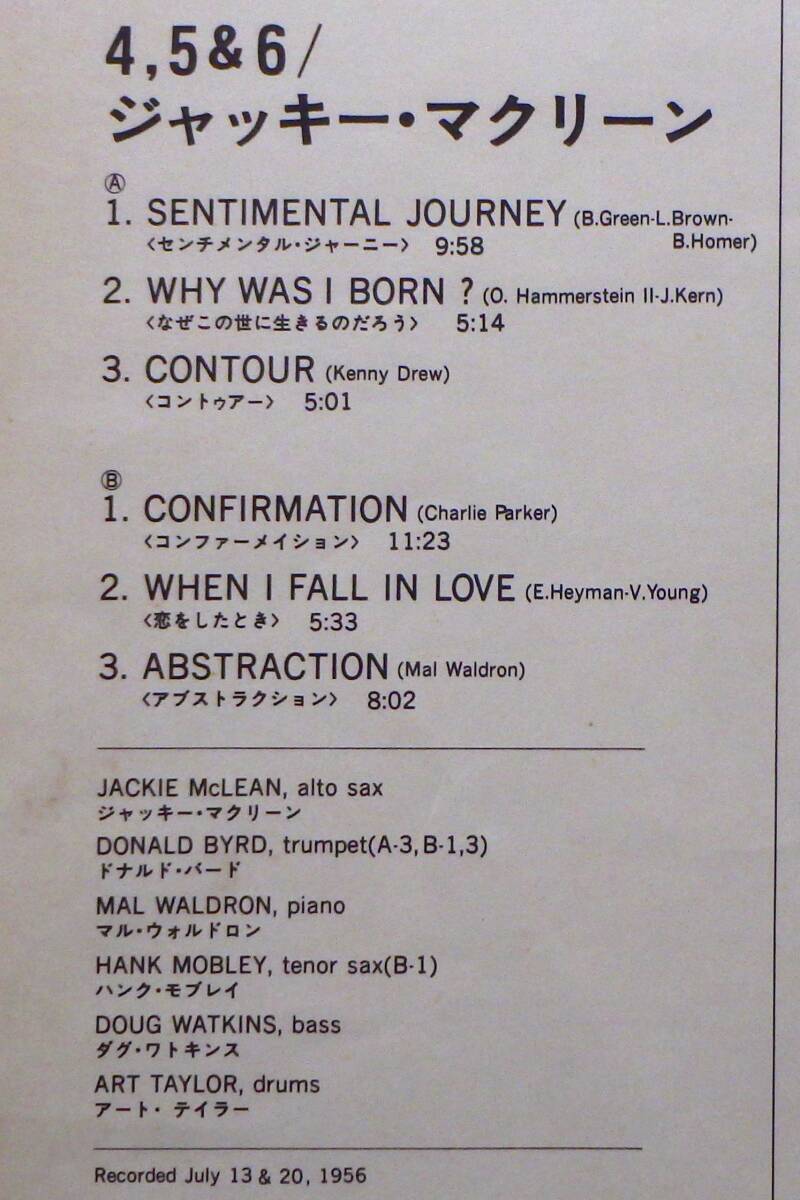 4,5&6/
ジャッキー・マクリーン
Ⓐ
1. SENTIMENTAL JOURNEY (B.Green-L.Brown-
B.Homer)
〈センチメンタル・ジャーニー〉 9:58
2. WHY WAS I BORN ? (O. Hammerstein II-J.Kern)
〈なぜこの世に生きるのだろう〉 5:14
3. CONTOUR (Kenny Drew)
〈コントゥアー〉 5:01
Ⓑ
1. CONFIRMATION (Charlie Parker)
〈コンファーメイション〉 11:23
2. WHEN I FALL IN LOVE (E.Heyman-V.Young)
〈恋をしたとき〉 5:33
3. ABSTRACTION (Mal Waldron)
〈アブストラクション〉 8:02
JACKIE McLEAN, alto sax
ジャッキー・マクリーン
DONALD BYRD, trumpet(A-3,B-1,3)
ドナルド・バード
MAL WALDRON, piano
マル・ウォルドロン
HANK MOBLEY, tenor sax(B-1)
ハンク・モブレイ
DOUG WATKINS, bass
ダグ・ワトキンス
ART TAYLOR, drums
アート・テイラー
Recorded July 13 & 20, 1956